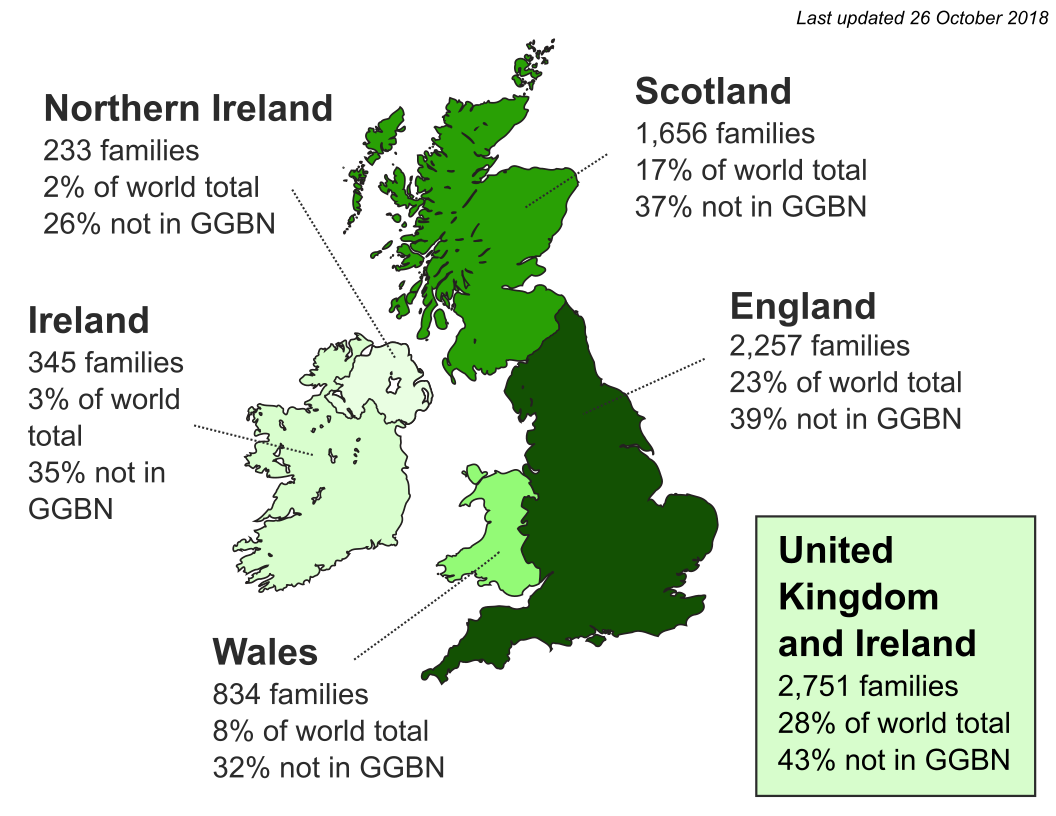 Last updated 26 October 2018
Northern Ireland
233 families
2% of world total
26% not in GGBN
Scotland
1,656 families
17% of world total
37% not in GGBN
Ireland
345 families
3% of world
total
35% not in
GGBN
England
2,257 families
23% of world total
39% not in GGBN
Wales
834 families
8% of world total
32% not in GGBN
United
Kingdom
and Ireland
2,751 families
28% of world total
43% not in GGBN